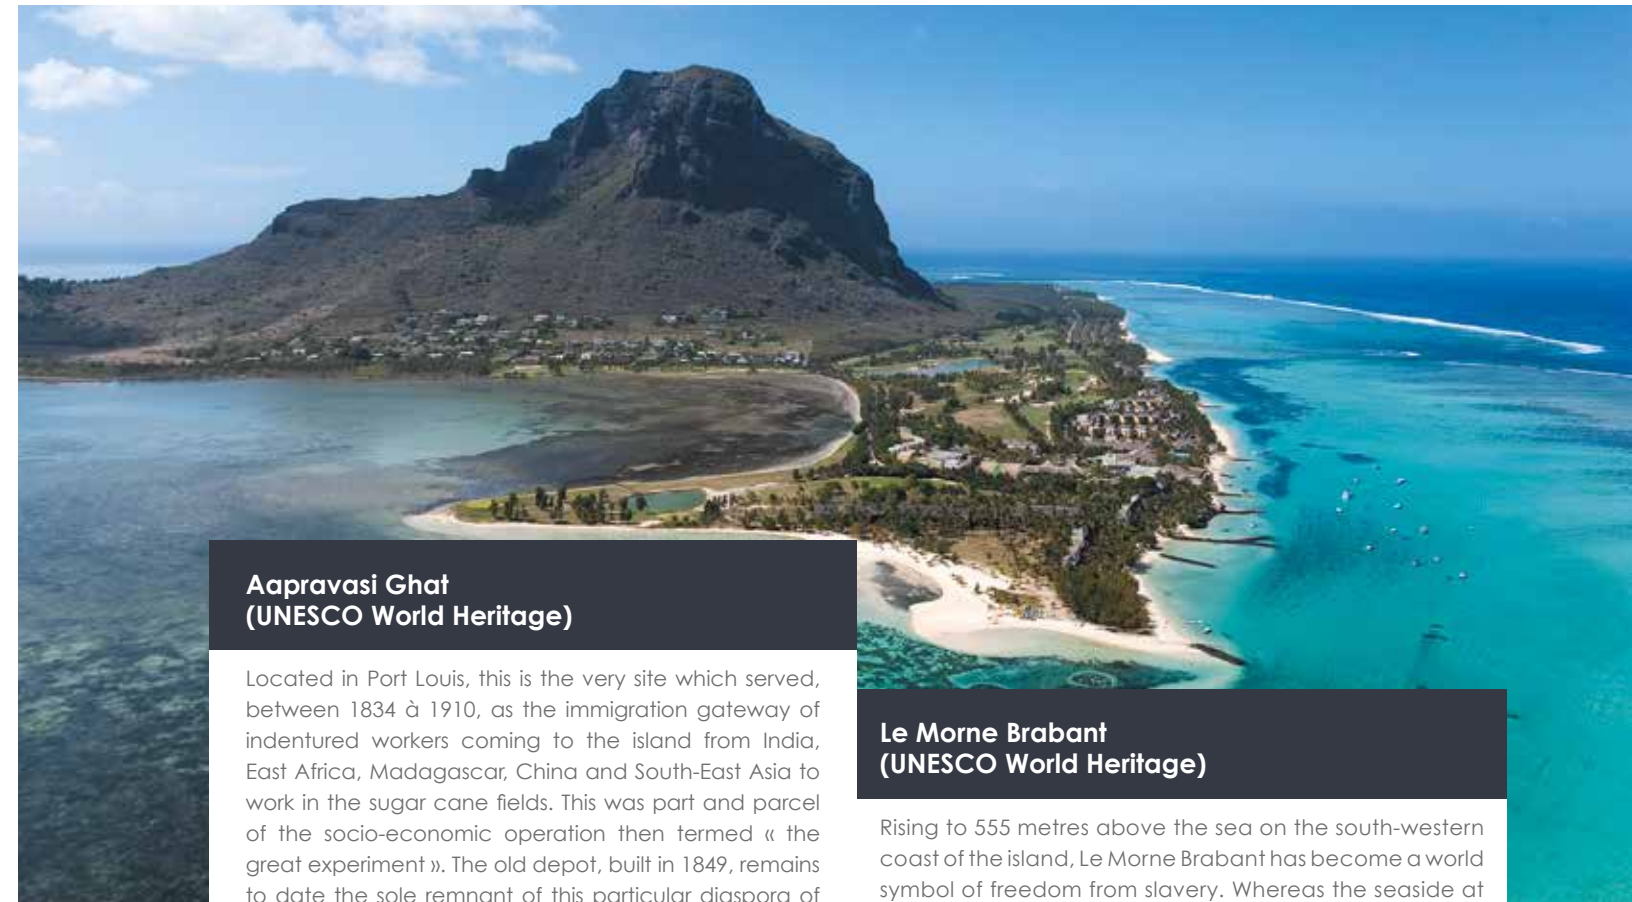 Aapravasi Ghat
(UNESCO World Heritage)
Located in Port Louis, this is the very site which served,
between 1834 à 1910, as the immigration gateway of
indentured workers coming to the island from India,
East Africa, Madagascar, China and South-East Asia to
work in the sugar cane fields. This was part and parcel
of the socio-economic operation then termed « the
great experiment ». The old depot, built in 1849, remains
to date the sole remnant of this particular diaspora of
Le Morne Brabant
(UNESCO World Heritage)
Rising to 555 metres above the sea on the south-western
coast of the island, Le Morne Brabant has become a world
symbol of freedom from slavery. Whereas the seaside at